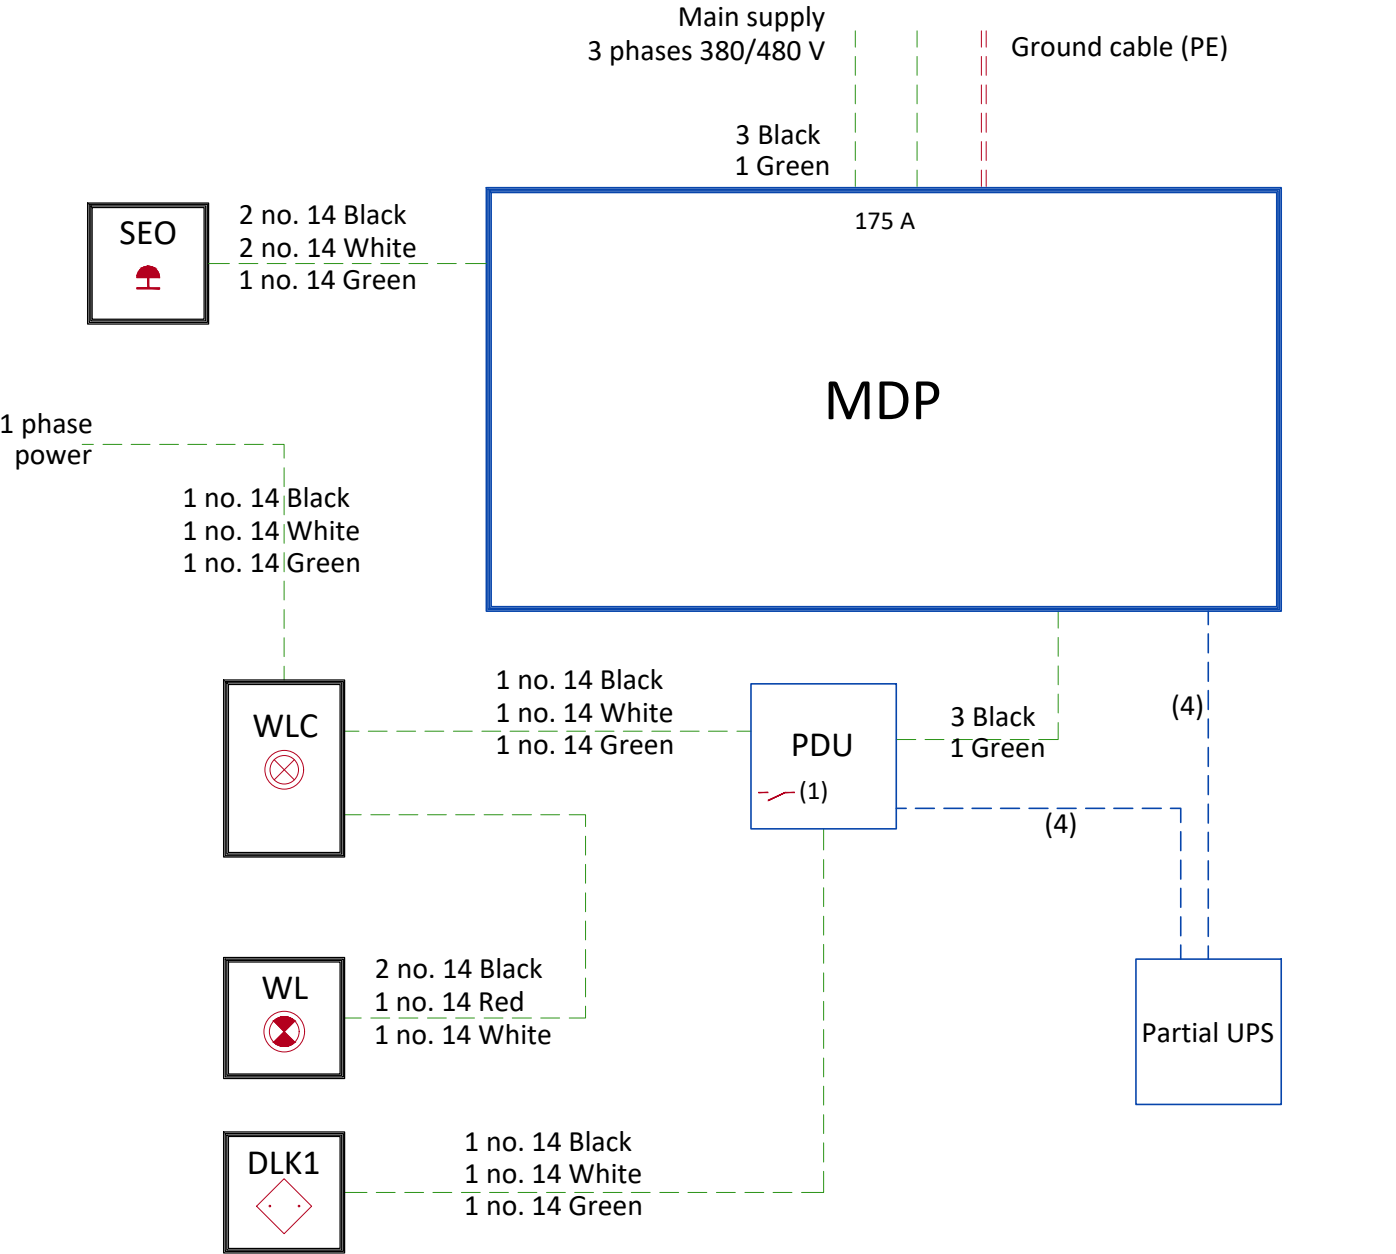 Main supply
3 phases 380/480 V
Ground cable (PE)
3 Black
1 Green
175 A
SEO
2 no. 14 Black
2 no. 14 White
1 no. 14 Green
MDP
1 phase
power
1 no. 14 Black
1 no. 14 White
1 no. 14 Green
WLC
1 no. 14 Black
1 no. 14 White
1 no. 14 Green
PDU
(1)
3 Black
1 Green
(4)
(4)
WL
2 no. 14 Black
1 no. 14 Red
1 no. 14 White
Partial UPS
DLK1
1 no. 14 Black
1 no. 14 White
1 no. 14 Green